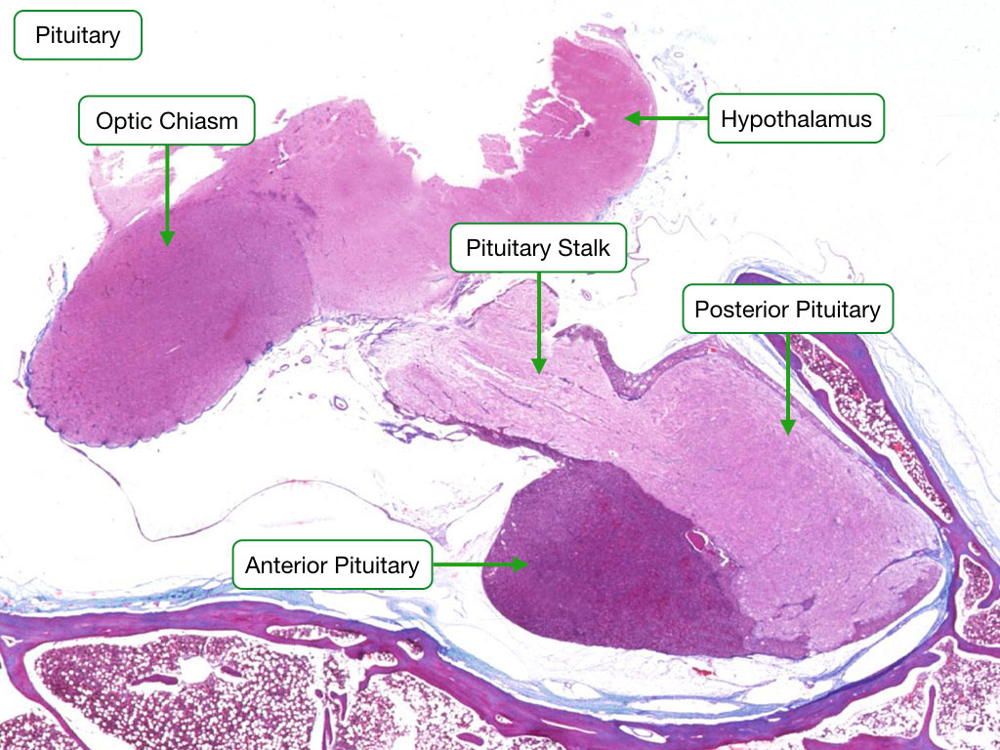 Pituitary
Optic Chiasm
Hypothalamus
Pituitary Stalk
Posterior Pituitary
Anterior Pituitary